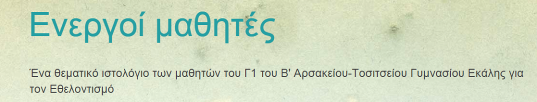 Ενεργοί μαθητές
Ένα θεματικό ιστολόγιο των μαθητών του Γ1 του Β' Αρσακείου-Τοσιτσείου Γυμνασίου Εκάλης για
τον Εθελοντισμό